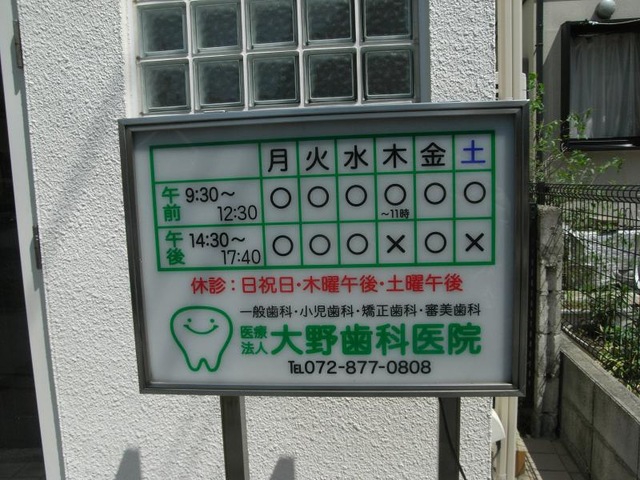 月 火 水 木 金 土
午前 9:30～12:30 ○ ○ ○ ○～11時 ○ ○
午後 14:30～17:40 ○ ○ ○ × ○ ×
休診：日祝日・木曜午後・土曜午後
一般歯科・小児歯科・矯正歯科・審美歯科
医療法人 大野歯科医院
℡072-877-0808